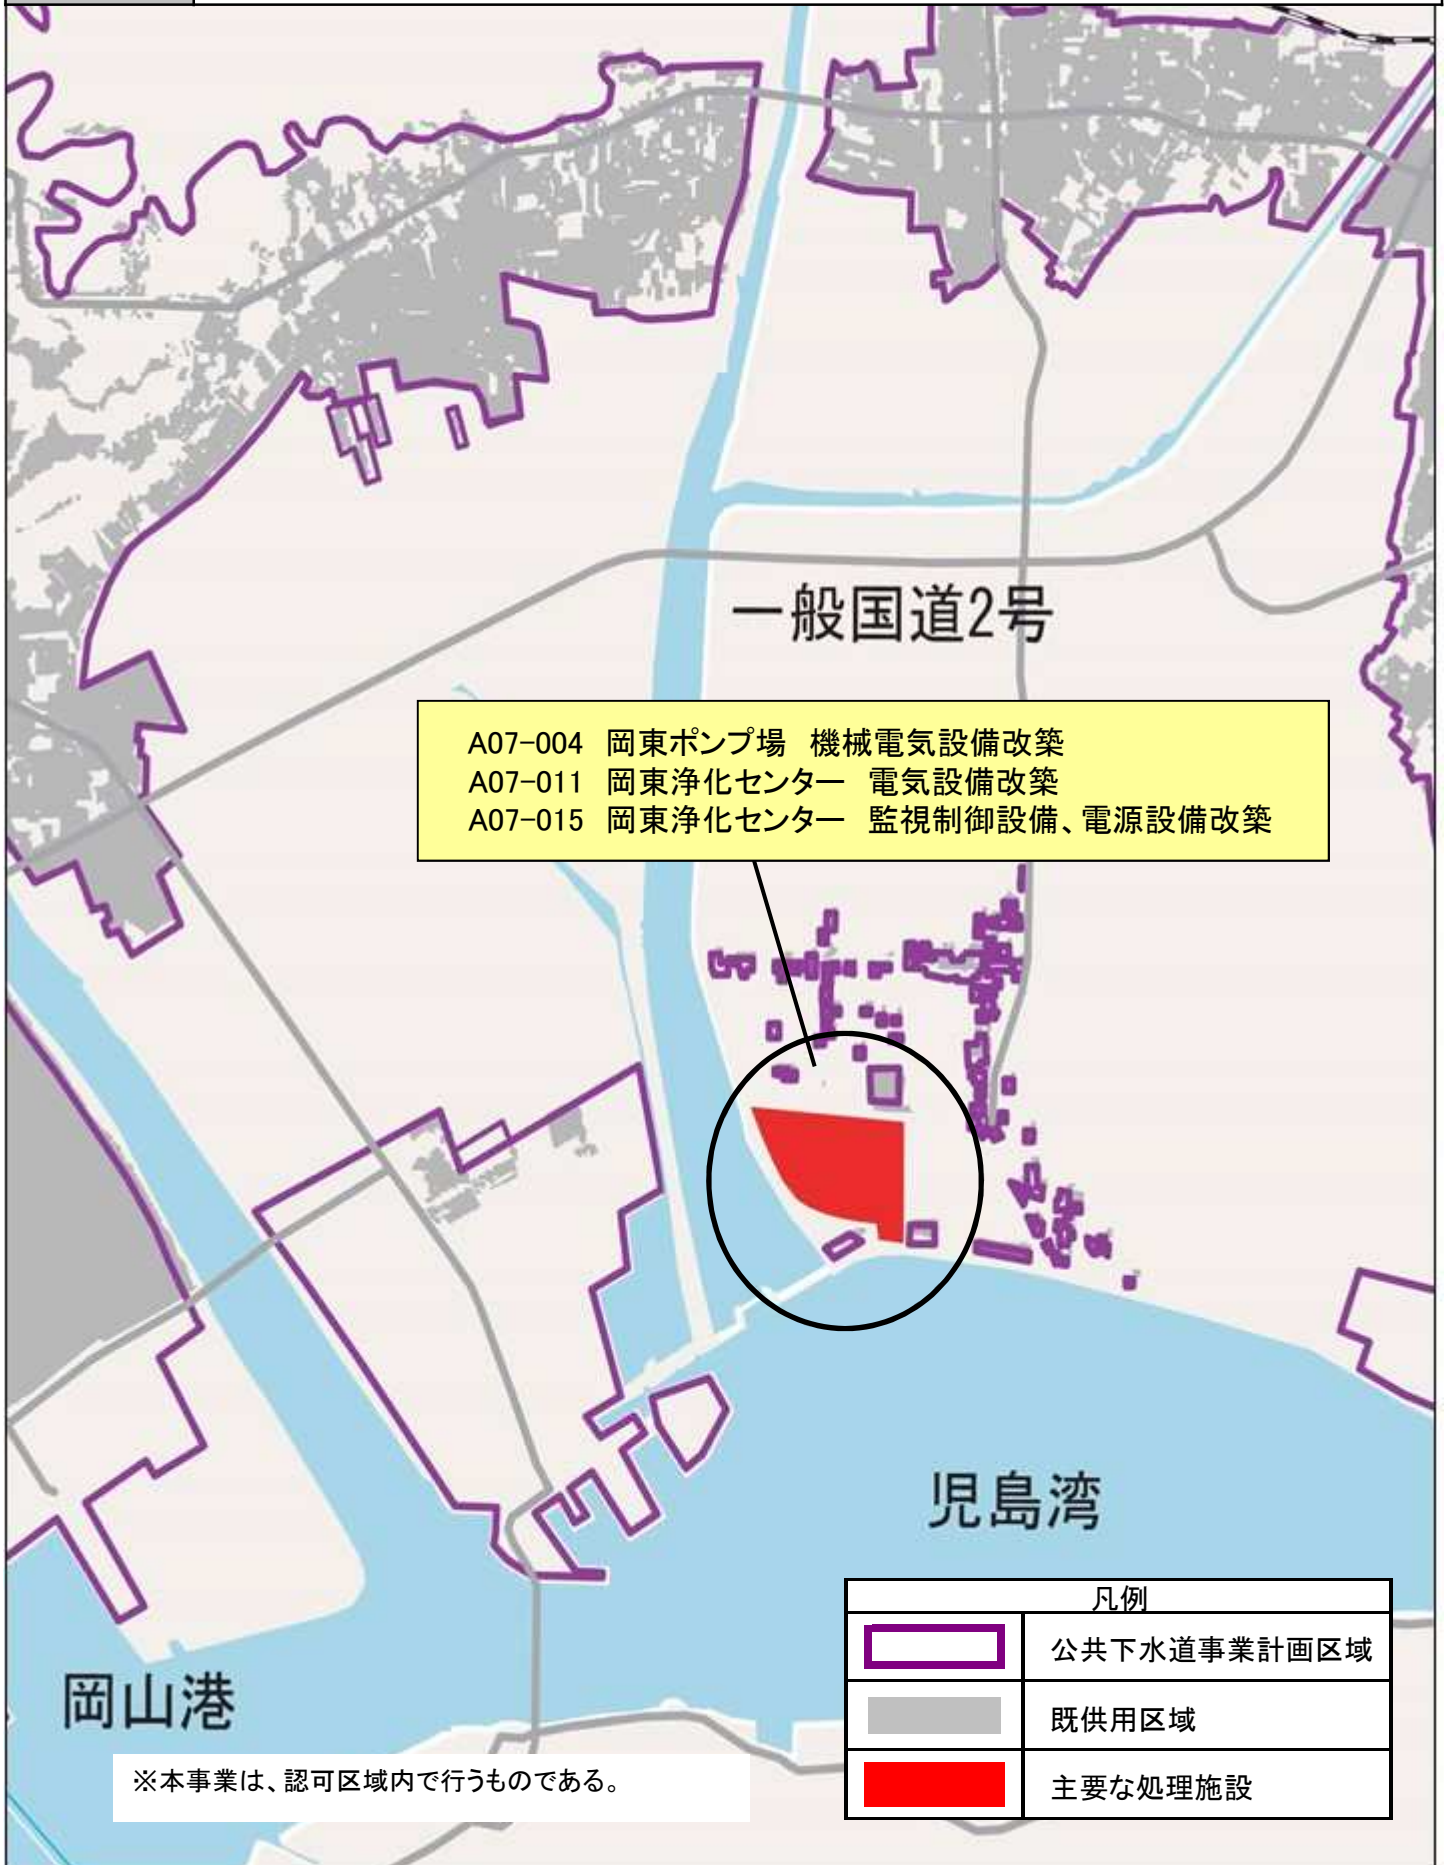 一般国道2号
A07-004 岡東ポンプ場 機械電気設備改築
A07-011 岡東浄化センター 電気設備改築
A07-015 岡東浄化センター 監視制御設備、電源設備改築
児島湾
岡山港
凡例
公共下水道事業計画区域
既供用区域
主要な処理施設
※本事業は、認可区域内で行うものである。